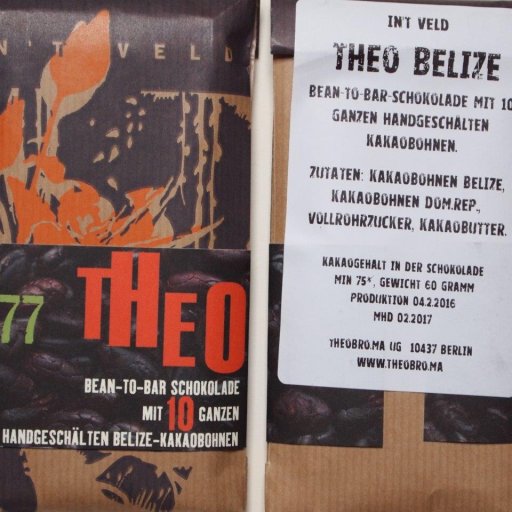 N'T VELD
77
THEO
BEAN-TO-BAR SCHOKOLADE
MIT 10 GANZEN
HANDGESCHÄLTEN BELIZE-KAKAOBOHNEN
IN'T VELD
THEO BELIZE
BEAN-TO-BAR-SCHOKOLADE MIT 10
GANZEN HANDGESCHÄLTEN
KAKAOBOHNEN.
ZUTATEN: KAKAOBOHNEN BELIZE,
KAKAOBOHNEN DOM.REP.,
VOLLROHRZUCKER, KAKAOBUTTER.
KAKAOGEHALT IN DER SCHOKOLADE
MIN 75*, GEWICHT 60 GRAMM
PRODUKTION 04.2.2016
MHD 02.2017
THEOBRO.MA UG 10437 BERLIN
WWW.THEOBRO.MA